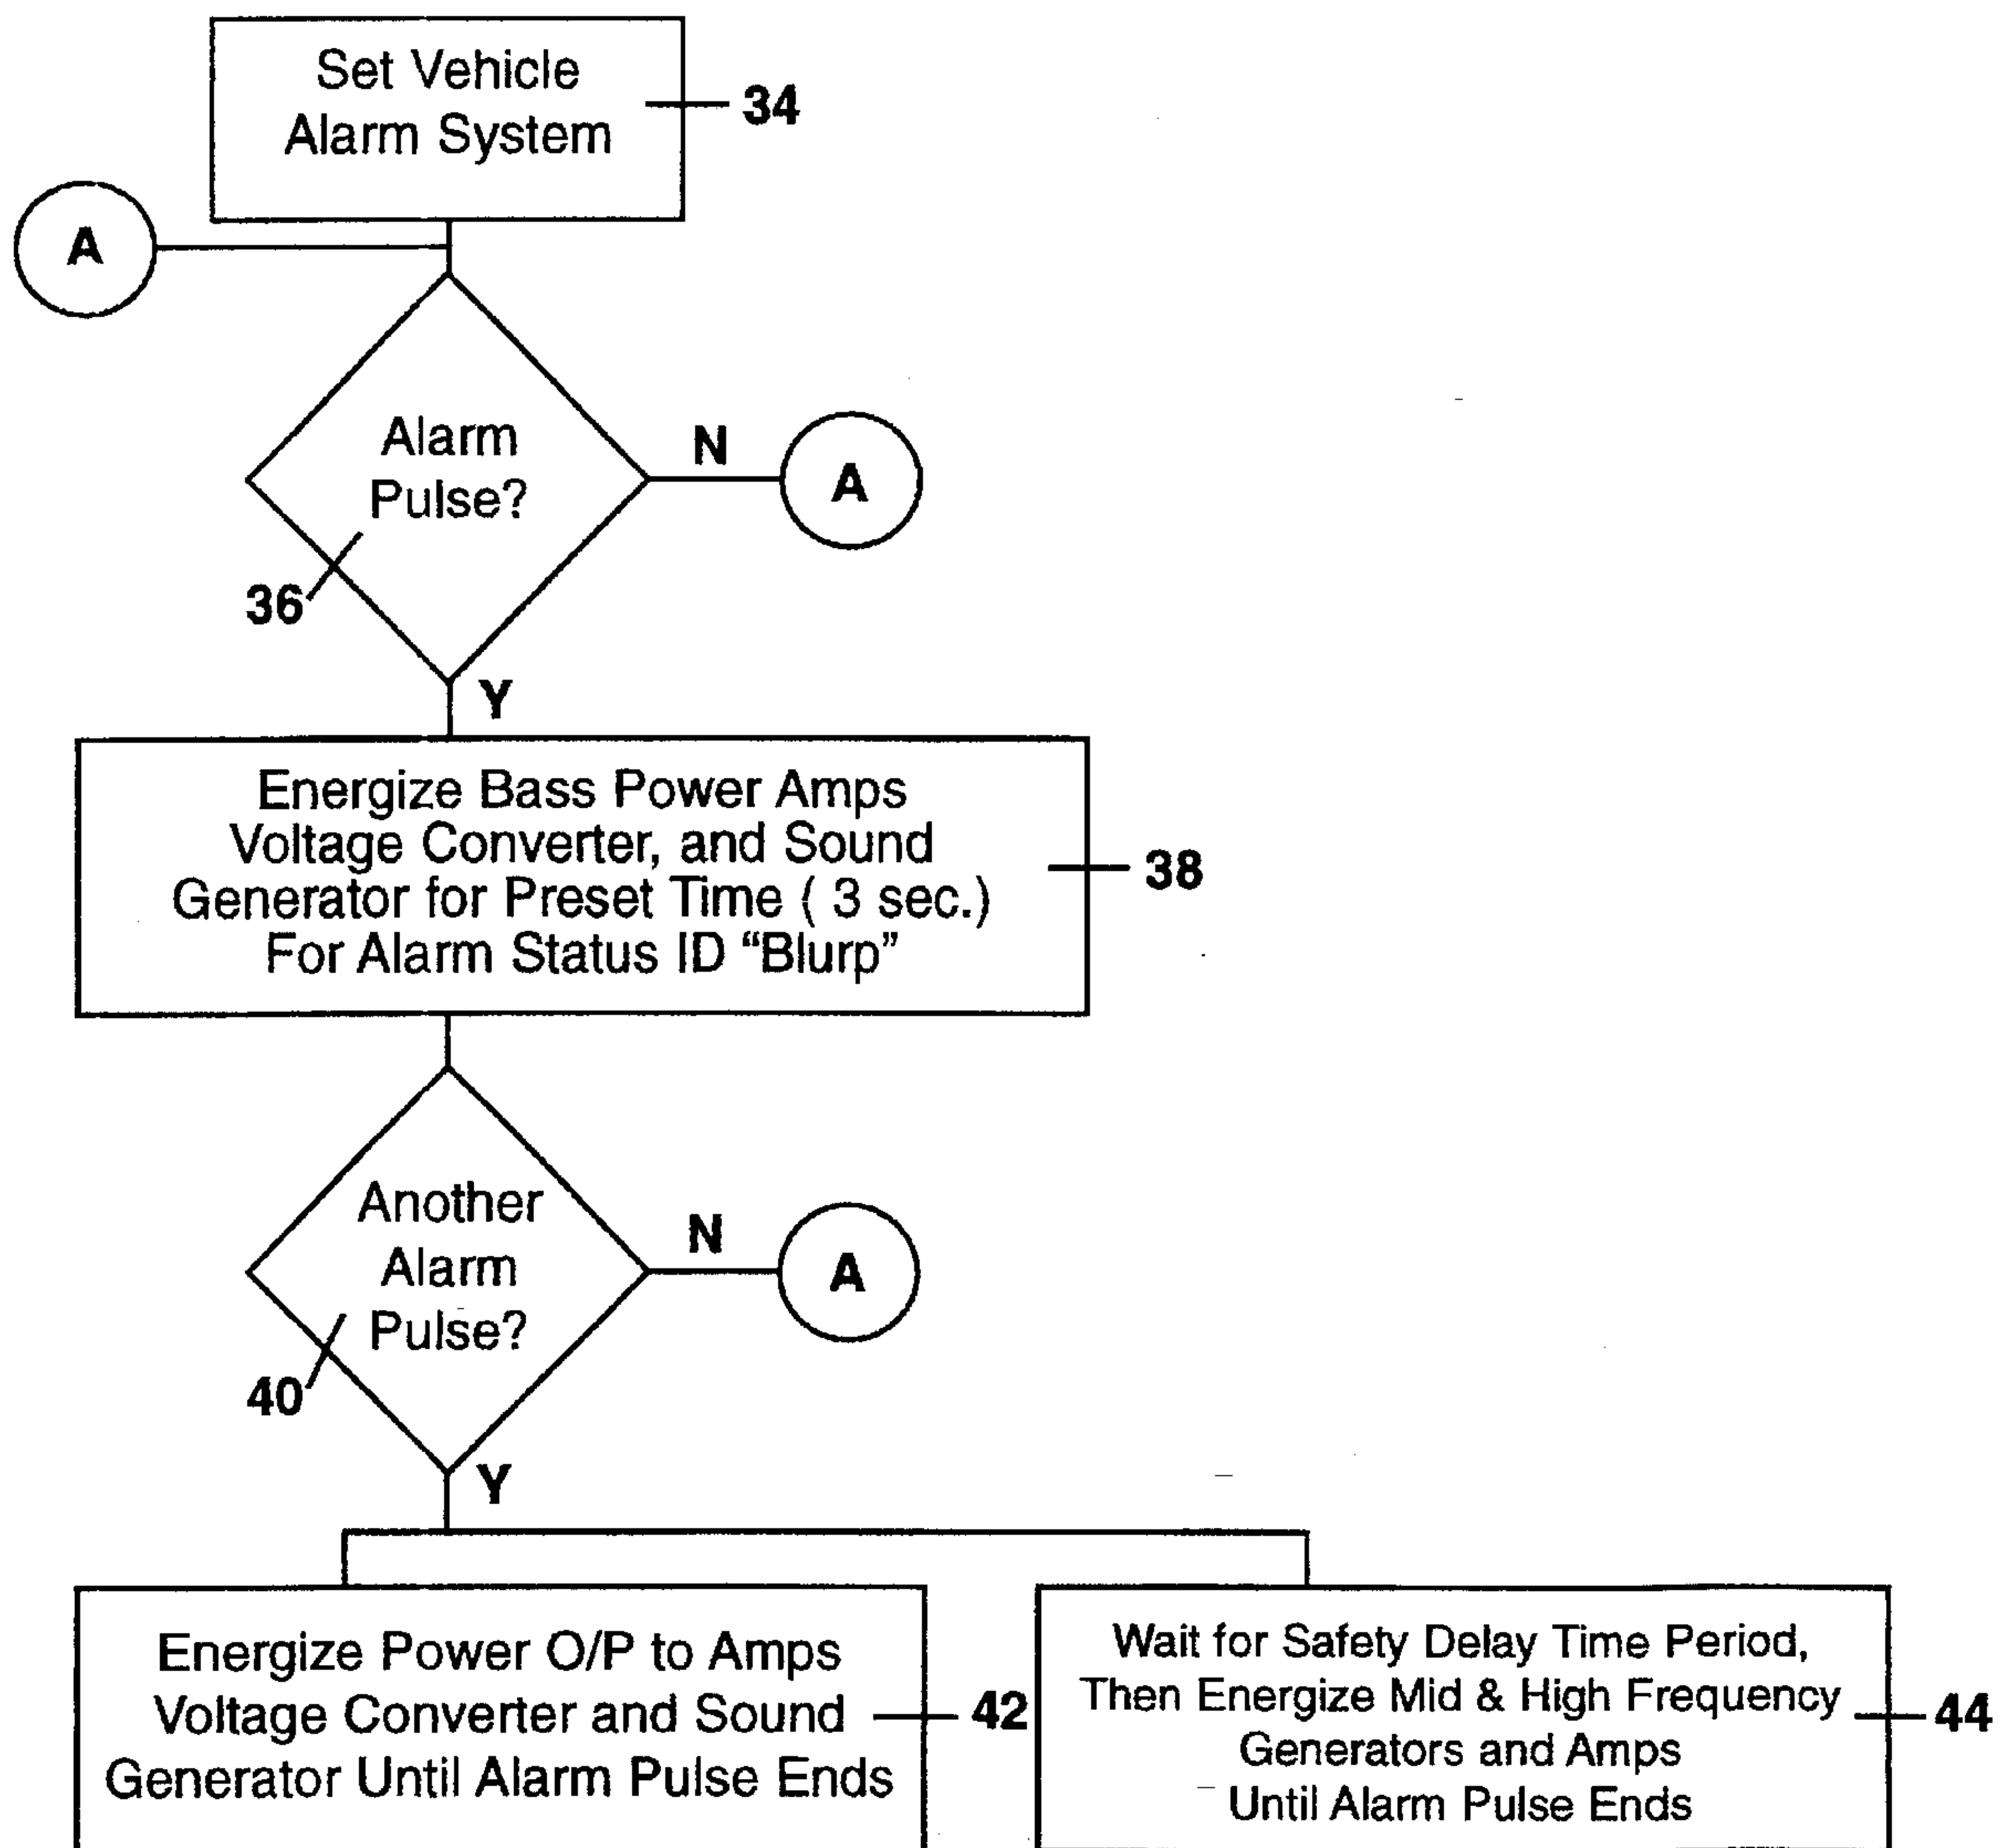 Set Vehicle
Alarm System
34
A
Alarm
Pulse?
N
A
36
Y
Energize Bass Power Amps
Voltage Converter, and Sound
Generator for Preset Time ( 3 sec.)
For Alarm Status ID “Blurp”
38
Another
Alarm
Pulse?
N
A
40
Y
Energize Power O/P to Amps
Voltage Converter and Sound
Generator Until Alarm Pulse Ends
42
Wait for Safety Delay Time Period,
Then Energize Mid & High Frequency
Generators and Amps
Until Alarm Pulse Ends
44